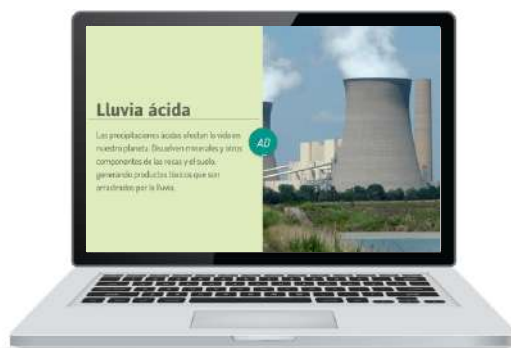 Lluvia ácida
Las precipitaciones ácidas afectan la vida en
nuestro planeta. Disuelven minerales y otros
componentes de las rocas y el suelo,
generando productos tóxicos que son
arrastrados por la lluvia.
AD